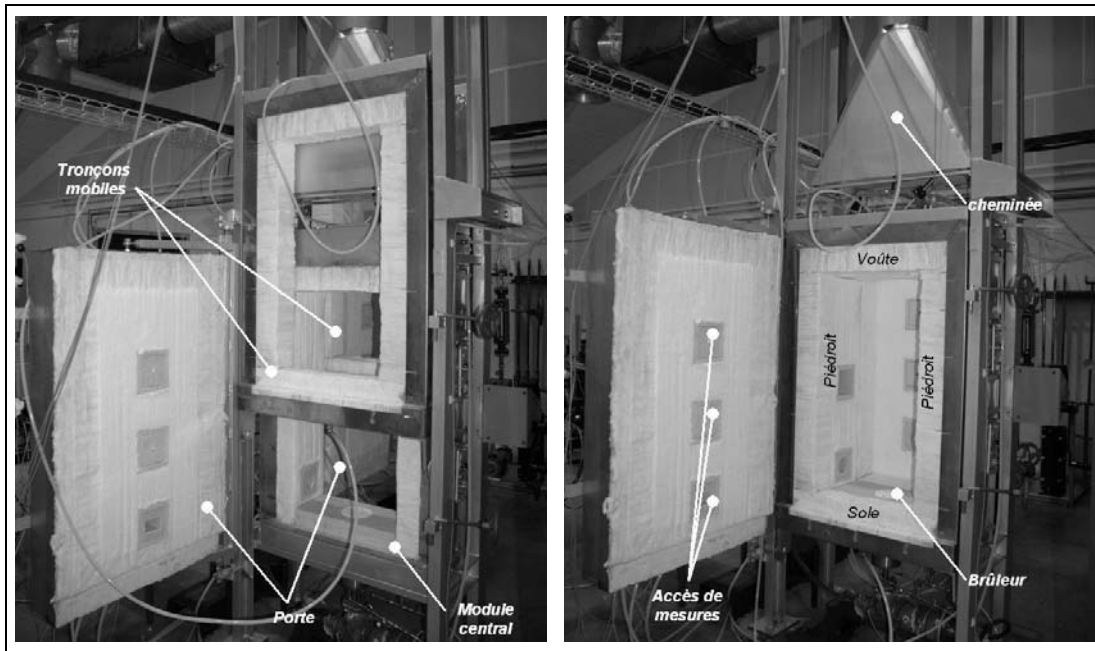 Tronçons
mobiles
Porte
Module
central
cheminée
Voûte
Piédroit
Piédroit
Sole
Accès de
mesures
Brûleur